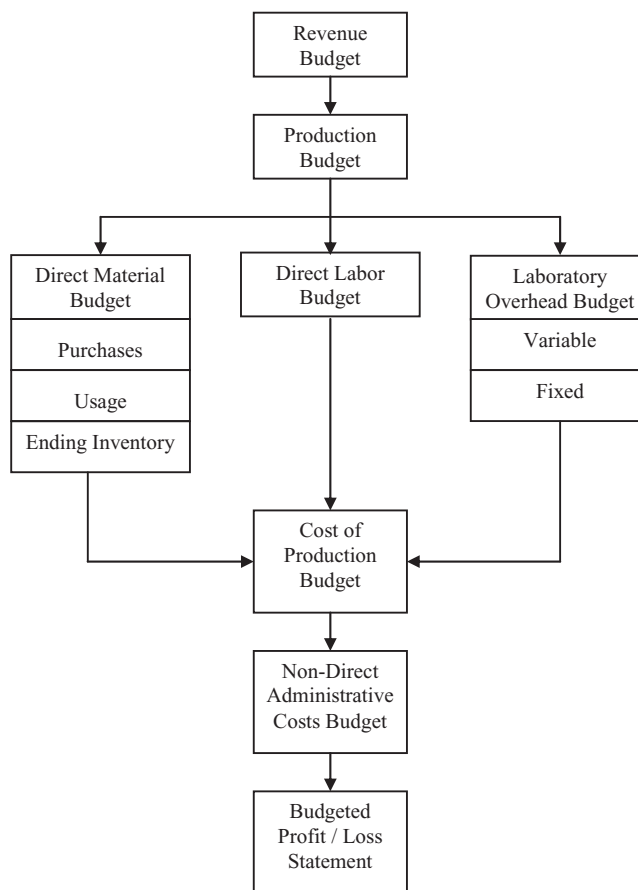 Revenue
Budget
Production
Budget
Direct Material
Budget
Purchases
Usage
Ending Inventory
Direct Labor
Budget
Laboratory
Overhead Budget
Variable
Fixed
Cost of
Production
Budget
Non-Direct
Administrative
Costs Budget
Budgeted
Profit / Loss
Statement